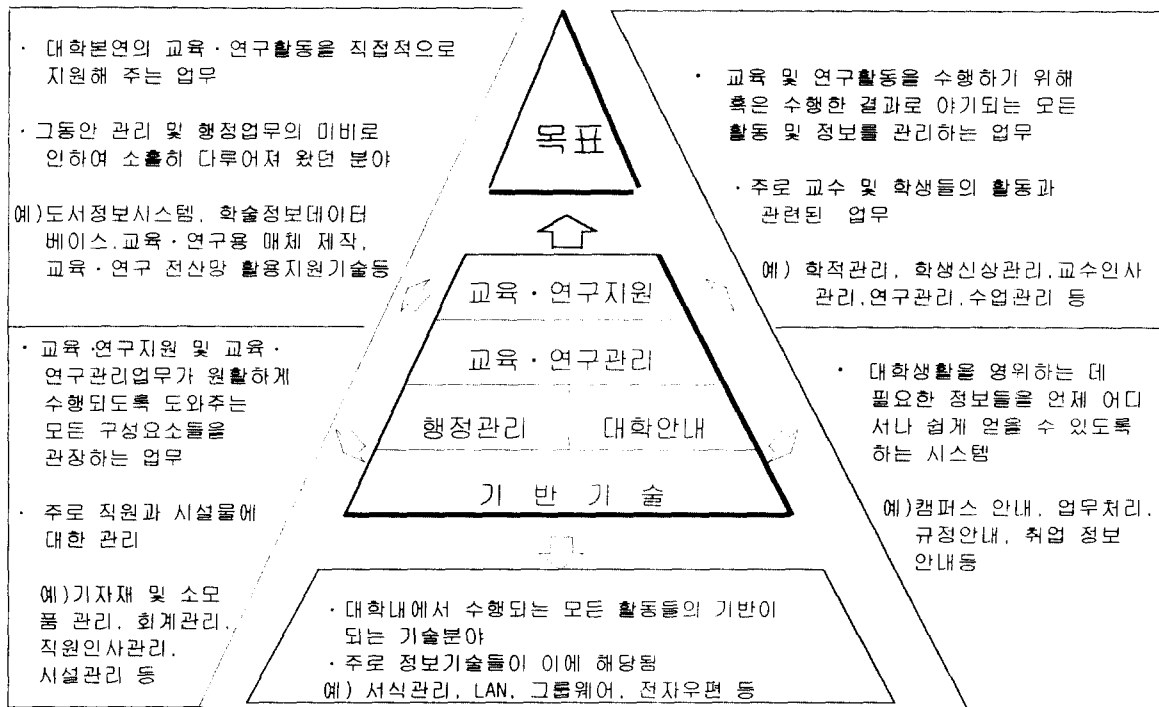 · 대학본연의 교육·연구활동을 직접적으로
지원해 주는 업무
· 그동안 관리 및 행정업무의 미비로
인하여 소홀히 다루어져 왔던 분야
예)도서정보시스템, 학술정보데이터
베이스.교육·연구용 매체 제작,
교육·연구 전산망 활용지원기술등
목표
· 교육 및 연구활동을 수행하기 위해
혹은 수행한 결과로 야기되는 모든
활동 및 정보를 관리하는 업무
· 주로 교수 및 학생들의 활동과
관련된 업무
예) 학적관리, 학생신상관리.교수인사
관리.연구관리.수업관리 등
교육·연구지원
교육·연구관리
행정관리
대학안내
기 반 기 술
· 교육·연구지원 및 교육·
연구관리업무가 원활하게
수행되도록 도와주는
모든 구성요소들을
관장하는 업무
· 주로 직원과 시설물에
대한 관리
예)기자재 및 소모
품 관리, 회계관리,
직원인사관리,
시설관리 등
· 대학생활을 영위하는 데
필요한 정보들을 언제 어디
서나 쉽게 얻을 수 있도록
하는 시스템
예)캠퍼스 안내, 업무처리,
규정안내, 취업 정보
안내등
· 대학내에서 수행되는 모든 활동들의 기반이
되는 기술분야
· 주로 정보기술들이 이에 해당됨
예) 서식관리, LAN, 그룹웨어, 전자우편 등